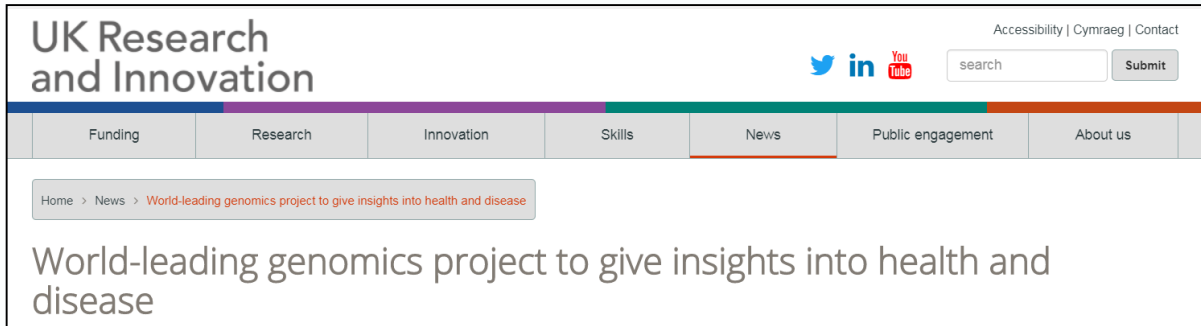 UK Research
and Innovation
Accessibility | Cymraeg | Contact
in You Tube search Submit
Funding Research Innovation Skills News Public engagement About us
Home > News > World-leading genomics project to give insights into health and disease
World-leading genomics project to give insights into health and
disease